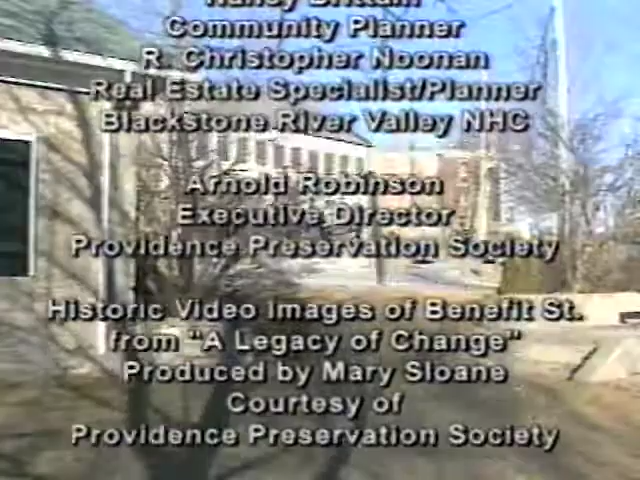 Nancy Brittain
Community Planner
R. Christopher Noonan
Real Estate Specialist/Planner
Blackstone River Valley NHC
Arnold Robinson
Executive Director
Providence Preservation Society
Historic Video Images of Benefit St.
from "A Legacy of Change"
Produced by Mary Sloane
Courtesy of
Providence Preservation Society